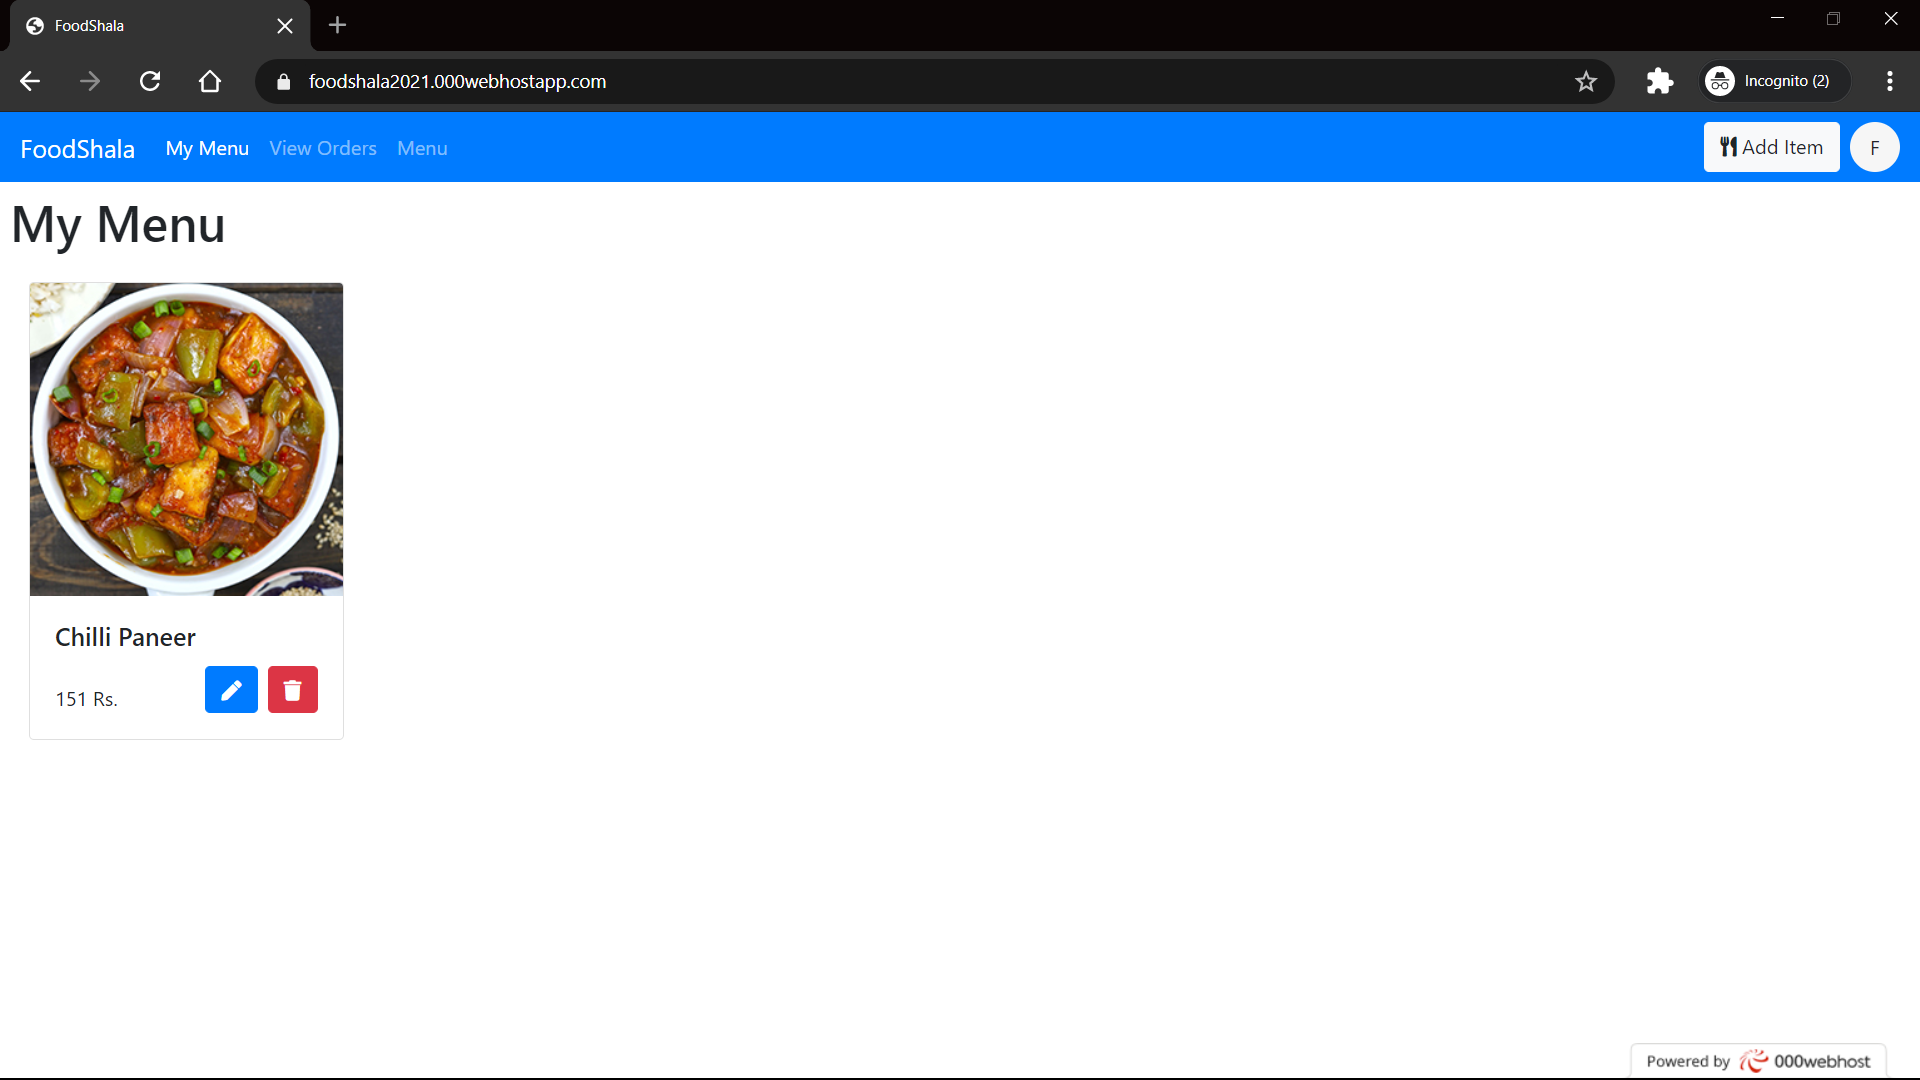 FoodShala
foodshala2021.000webhostapp.com
Incognito (2)
FoodShala My Menu View Orders Menu
Add Item F
My Menu
Chilli Paneer
151 Rs.
Powered by 000webhost